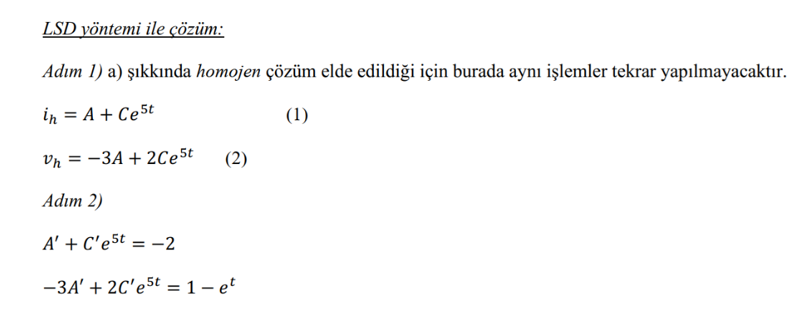 LSD yöntemi ile çözüm:
Adım 1) a) şıkkında homojen çözüm elde edildiği için burada aynı işlemler tekrar yapılmayacaktır.
i_h = A + Ce^{5t} (1)
v_h = −3A + 2Ce^{5t} (2)
Adım 2)
A′ + C′e^{5t} = −2
−3A′ + 2C′e^{5t} = 1 − e^t